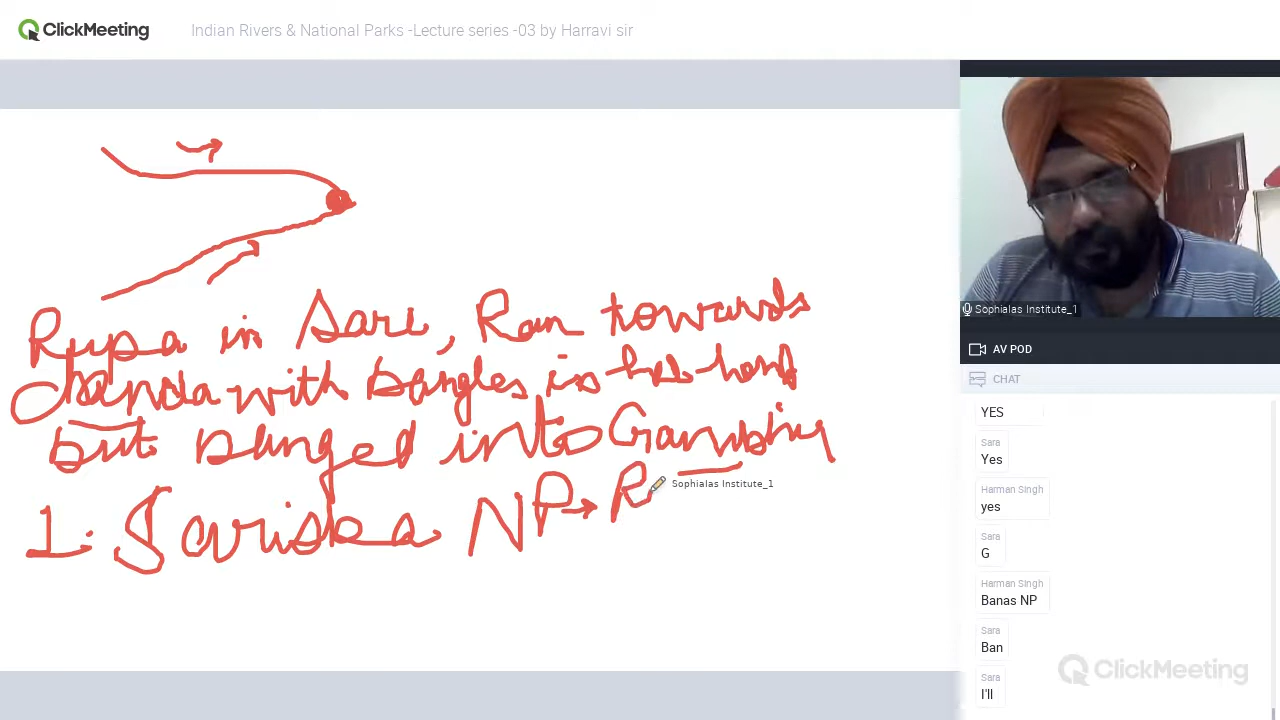 ClickMeeting
Indian Rivers & National Parks -Lecture series -03 by Harravi sir
Rupa in Sari, Ran towards
Chanda with bangles in her hand
but banged into Gambhir
1. Sariska NP → R
Sophialas Institute_1
Sophialas Institute_1
AV POD
CHAT
YES
Sara
Yes
Harman Singh
yes
Sara
G
Harman Singh
Banas NP
Sara
Ban
Sara
I'll
ClickMeeting